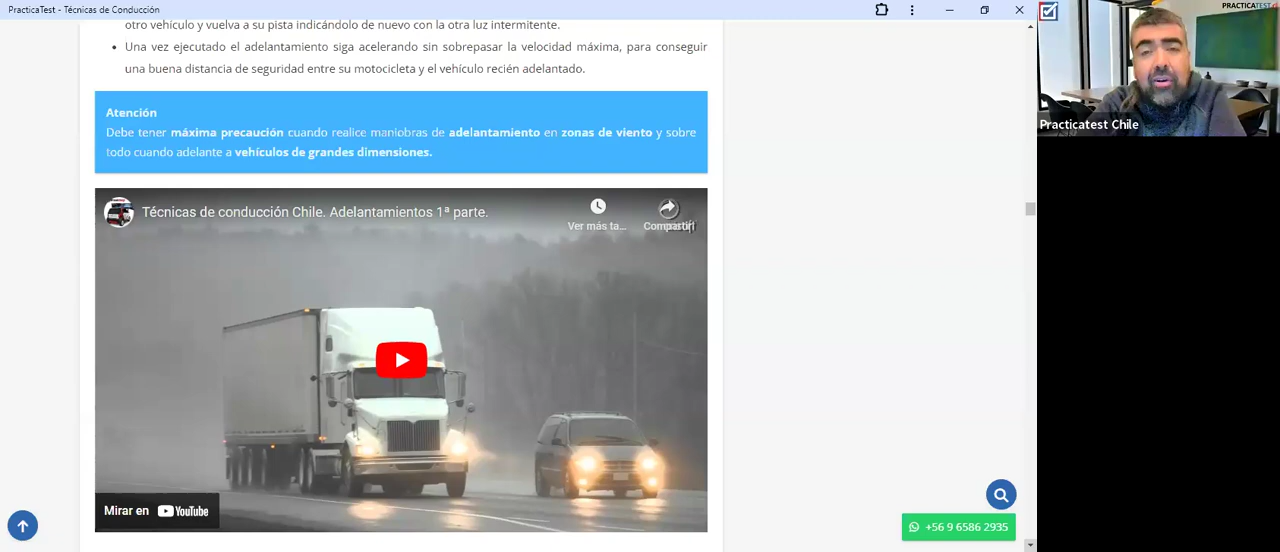 PracticaTest - Técnicas de Conducción
PRACTICATEST.cl
otro vehículo y vuelva a su pista indicándolo de nuevo con la otra luz intermitente.
• Una vez ejecutado el adelantamiento siga acelerando sin sobrepasar la velocidad máxima, para conseguir
una buena distancia de seguridad entre su motocicleta y el vehículo recién adelantado.
Atención
Debe tener máxima precaución cuando realice maniobras de adelantamiento en zonas de viento y sobre
todo cuando adelante a vehículos de grandes dimensiones.
Practicatest Chile
Técnicas de conducción Chile. Adelantamientos 1ª parte.
Ver más ta...
Compartir
Mirar en YouTube
+56 9 6586 2935